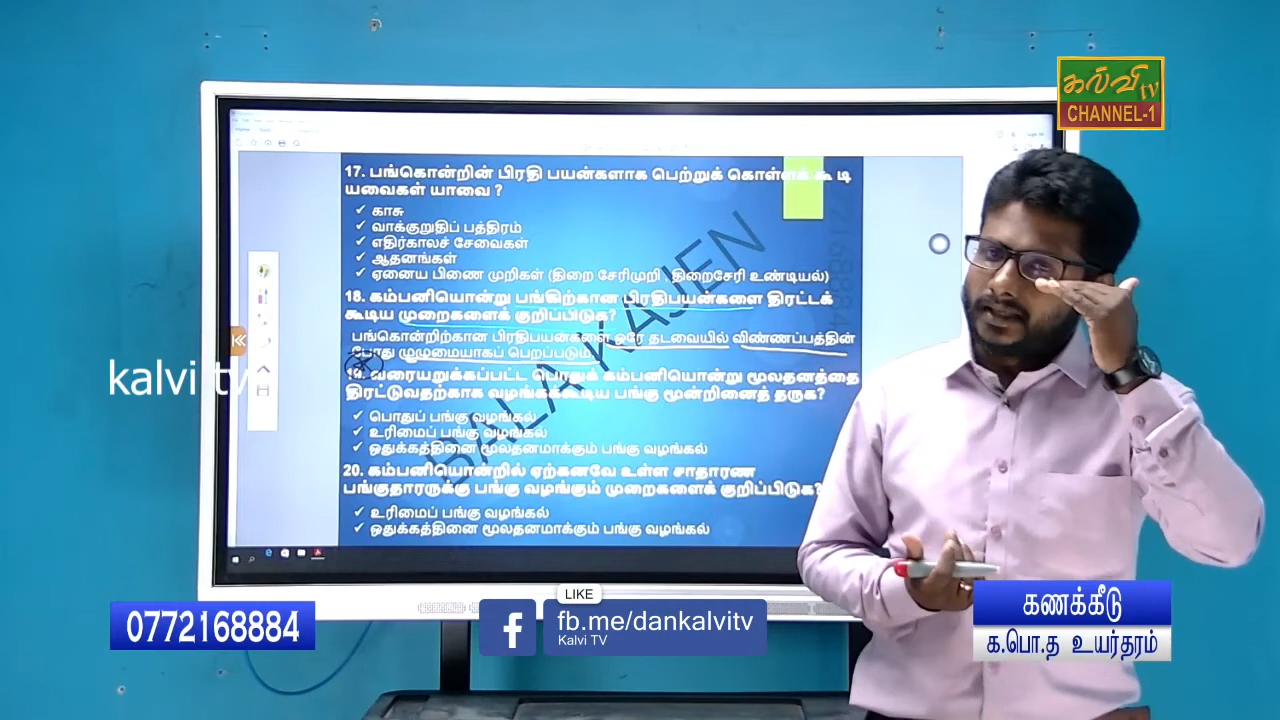 கல்வி tv
CHANNEL-1
17. பங்கொன்றின் பிரதி பயன்களாக பெற்றுக் கொள்ளக் கூ டி
யவைகள் யாவை ?
✓ காசு
✓ வாக்குறுதிப் பத்திரம்
✓ எதிர்காலச் சேவைகள்
✓ ஆதனங்கள்
✓ ஏனைய பிணை முறிகள் (திறை சேரிமுறி திறைசேரி உண்டியல்)
18. கம்பனியொன்று பங்கிற்கான பிரதிபயன்களை திரட்டக்
கூடிய முறைகளைக் குறிப்பிடுக?
பங்கொன்றிற்கான பிரதிபயன்களை ஒரே தடவையில் விண்ணப்பத்தின்
போது முழுமையாகப் பெறப்படும்
19. வரையறுக்கப்பட்ட பொதுக் கம்பனியொன்று மூலதனத்தை
திரட்டுவதற்காக வழங்கக்கூடிய பங்கு மூன்றினைத் தருக?
✓ பொதுப் பங்கு வழங்கல்
✓ உரிமைப் பங்கு வழங்கல்
✓ ஒதுக்கத்தினை மூலதனமாக்கும் பங்கு வழங்கல்
20. கம்பனியொன்றில் ஏற்கனவே உள்ள சாதாரண
பங்குதாரருக்கு பங்கு வழங்கும் முறைகளைக் குறிப்பிடுக?
✓ உரிமைப் பங்கு வழங்கல்
✓ ஒதுக்கத்தினை மூலதனமாக்கும் பங்கு வழங்கல்
BALA KAJEN
kalvi tv
0772168884
LIKE
fb.me/dankalvitv
Kalvi TV
கணக்கீடு
க.பொ.த உயர்தரம்